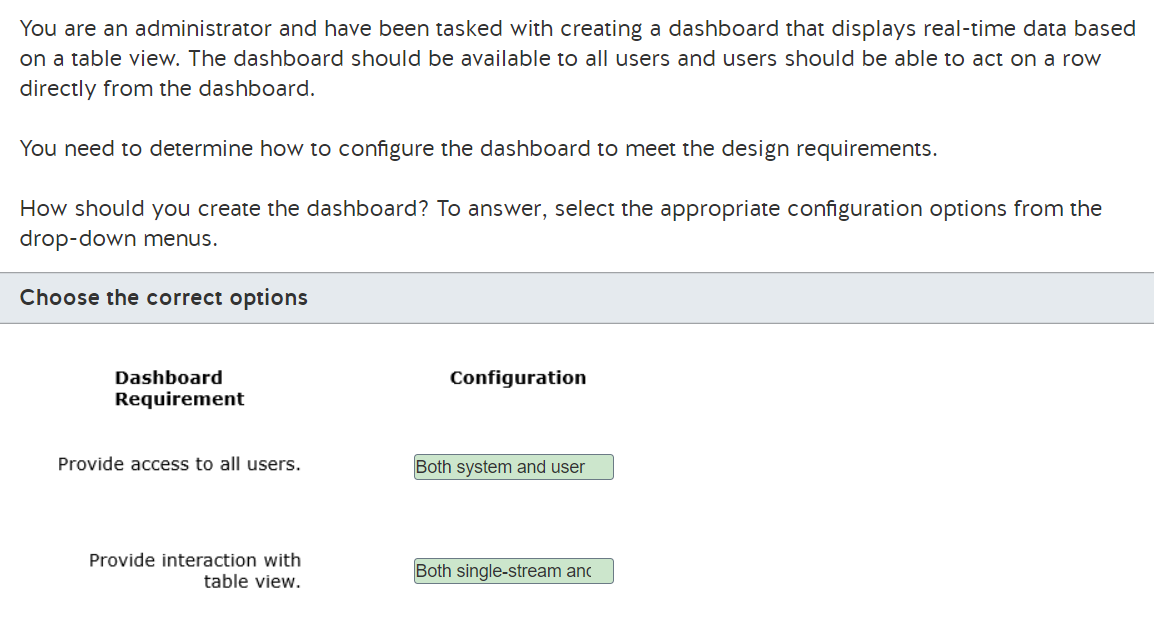 You are an administrator and have been tasked with creating a dashboard that displays real-time data based
on a table view. The dashboard should be available to all users and users should be able to act on a row
directly from the dashboard.
You need to determine how to configure the dashboard to meet the design requirements.
How should you create the dashboard? To answer, select the appropriate configuration options from the
drop-down menus.
Choose the correct options
Dashboard Configuration
Requirement
Provide access to all users. Both system and user
Provide interaction with
table view.
Both single-stream and